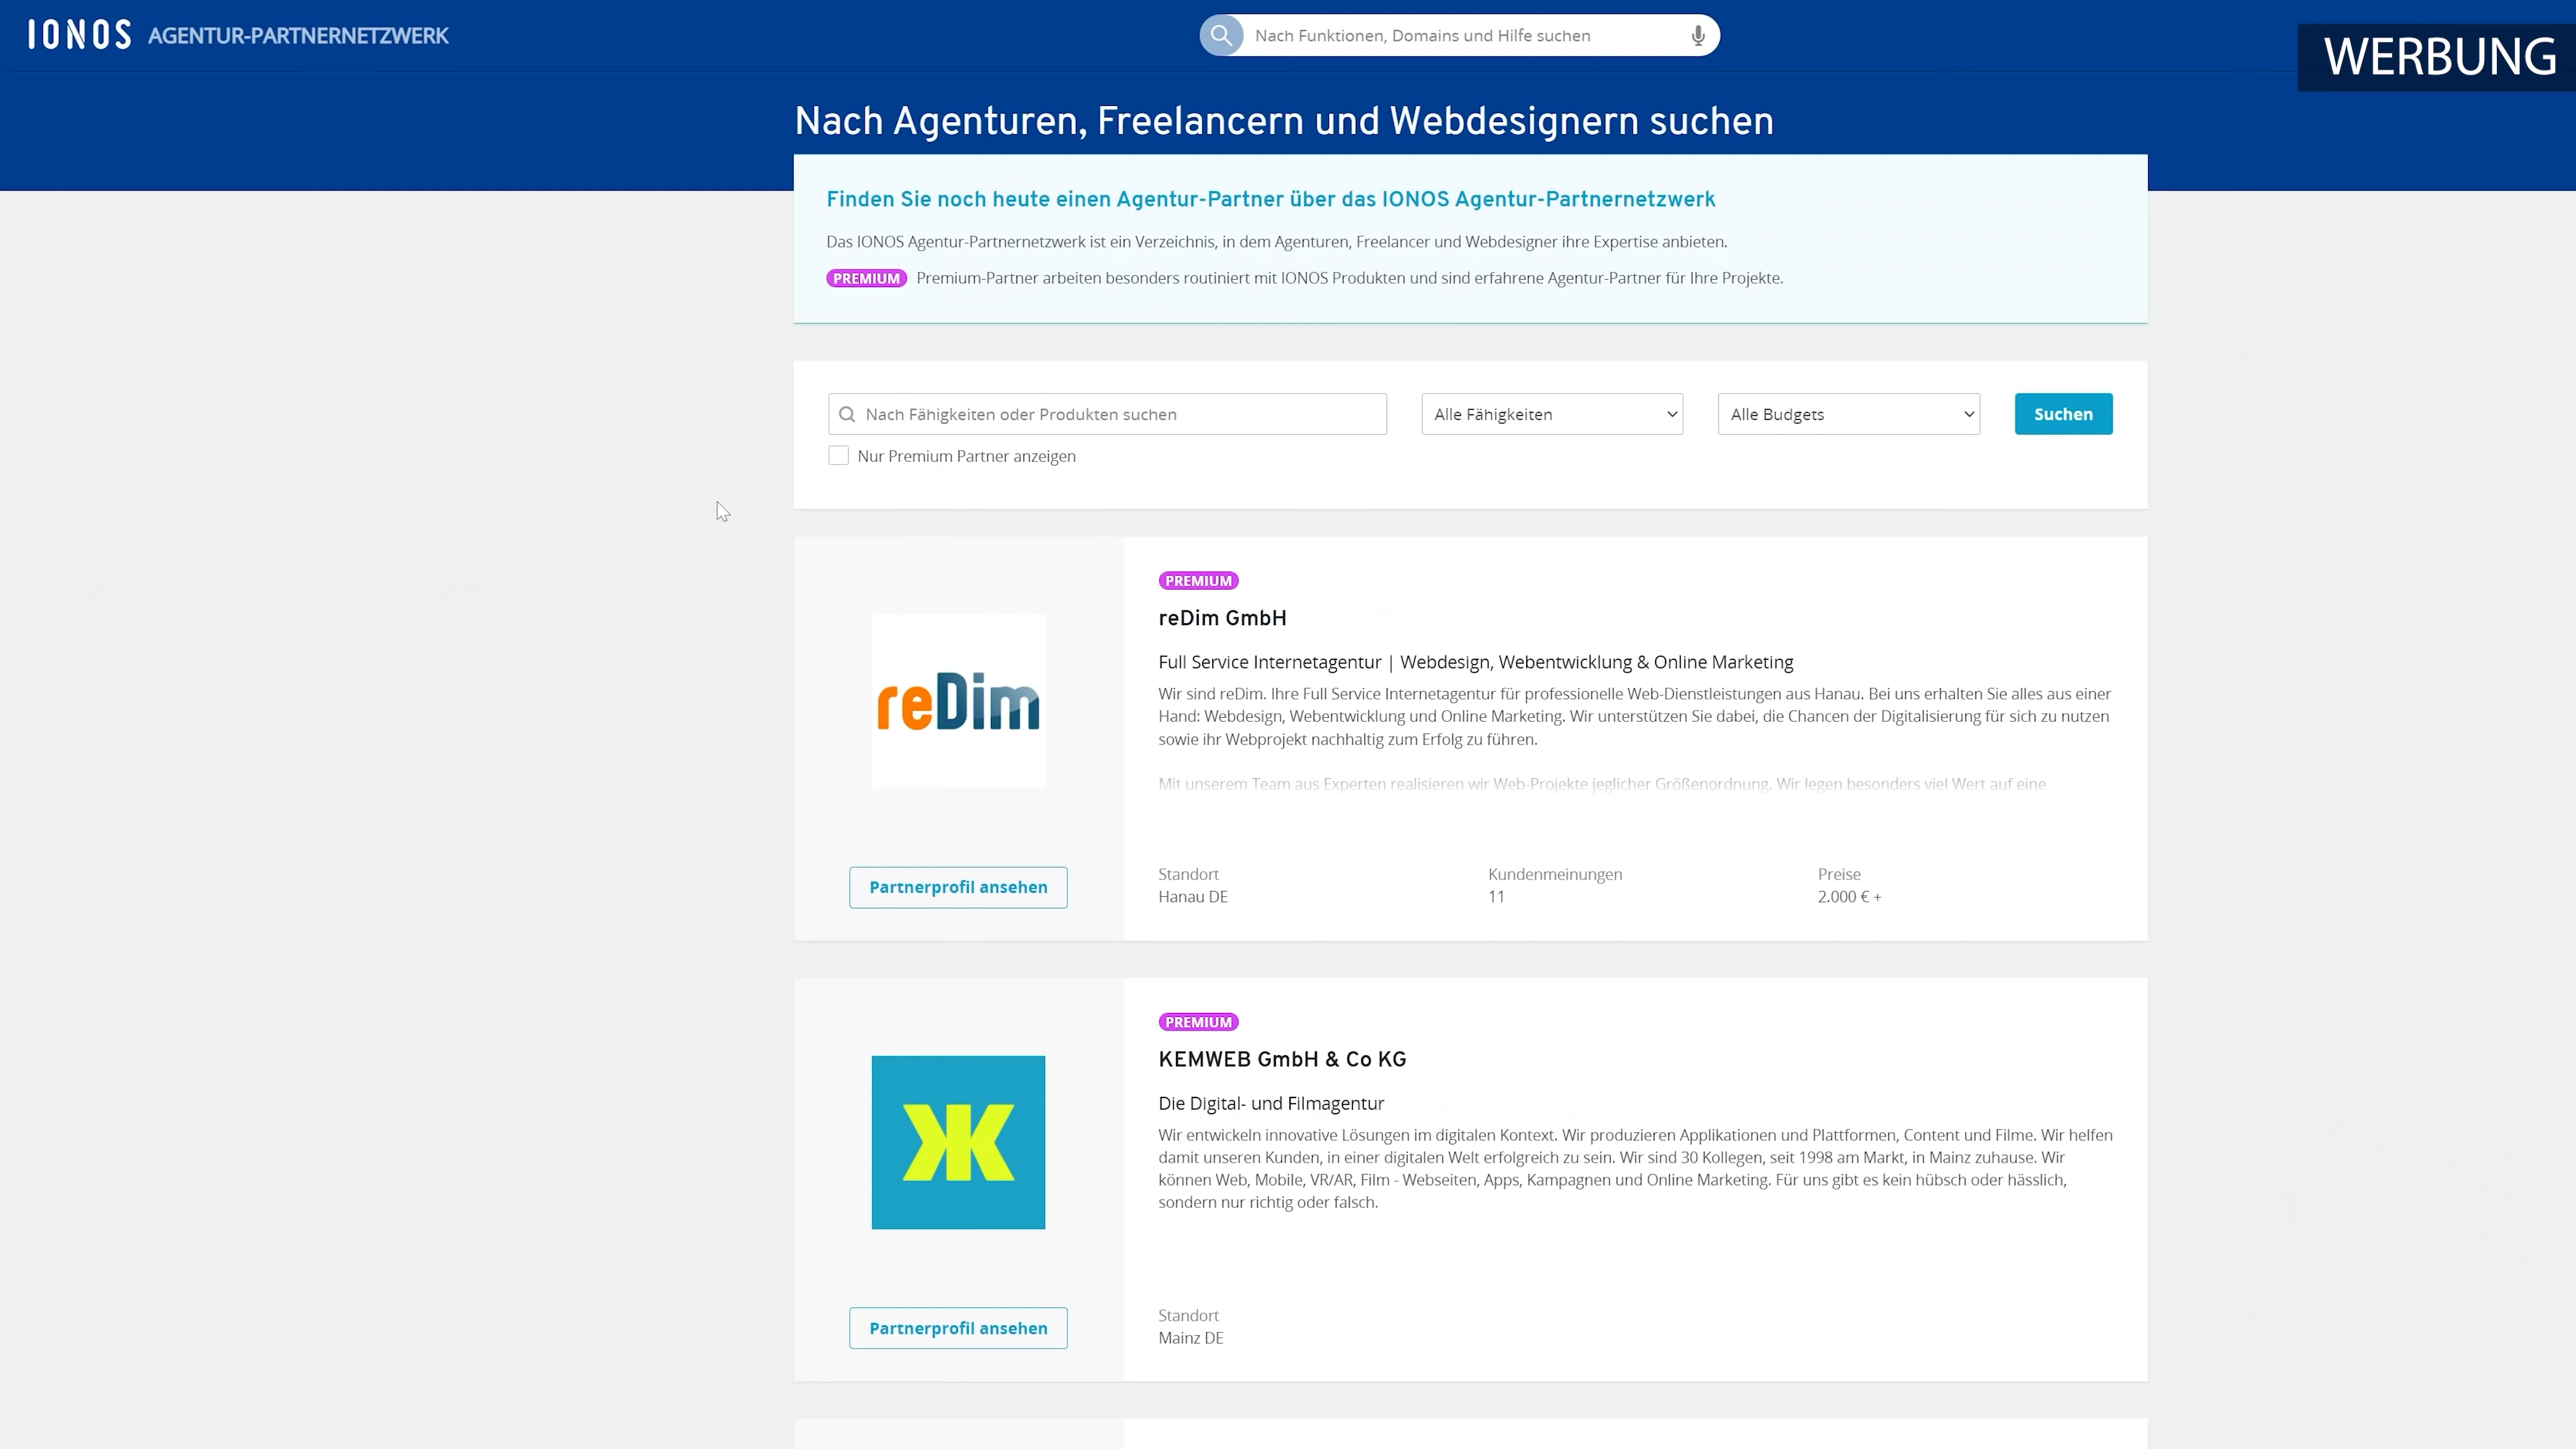 IONOS AGENTUR-PARTNERNETZWERK
Nach Funktionen, Domains und Hilfe suchen
WERBUNG
Nach Agenturen, Freelancern und Webdesignern suchen
Finden Sie noch heute einen Agentur-Partner über das IONOS Agentur-Partnernetzwerk
Das IONOS Agentur-Partnernetzwerk ist ein Verzeichnis, in dem Agenturen, Freelancer und Webdesigner ihre Expertise anbieten.
PREMIUM Premium-Partner arbeiten besonders routiniert mit IONOS Produkten und sind erfahrene Agentur-Partner für Ihre Projekte.
Nach Fähigkeiten oder Produkten suchen
Alle Fähigkeiten
Alle Budgets
Suchen
Nur Premium Partner anzeigen
reDim
Partnerprofil ansehen
PREMIUM
reDim GmbH
Full Service Internetagentur | Webdesign, Webentwicklung & Online Marketing
Wir sind reDim. Ihre Full Service Internetagentur für professionelle Web-Dienstleistungen aus Hanau. Bei uns erhalten Sie alles aus einer
Hand: Webdesign, Webentwicklung und Online Marketing. Wir unterstützen Sie dabei, die Chancen der Digitalisierung für sich zu nutzen
sowie ihr Webprojekt nachhaltig zum Erfolg zu führen.
Mit unserem Team aus Experten realisieren wir Web-Projekte jeglicher Größenordnung. Wir legen besonders viel Wert auf eine
Standort
Hanau DE
Kundenmeinungen
11
Preise
2.000 € +
Partnerprofil ansehen
PREMIUM
KEMWEB GmbH & Co KG
Die Digital- und Filmagentur
Wir entwickeln innovative Lösungen im digitalen Kontext. Wir produzieren Applikationen und Plattformen, Content und Filme. Wir helfen
damit unseren Kunden, in einer digitalen Welt erfolgreich zu sein. Wir sind 30 Kollegen, seit 1998 am Markt, in Mainz zuhause. Wir
können Web, Mobile, VR/AR, Film - Webseiten, Apps, Kampagnen und Online Marketing. Für uns gibt es kein hübsch oder hässlich,
sondern nur richtig oder falsch.
Standort
Mainz DE